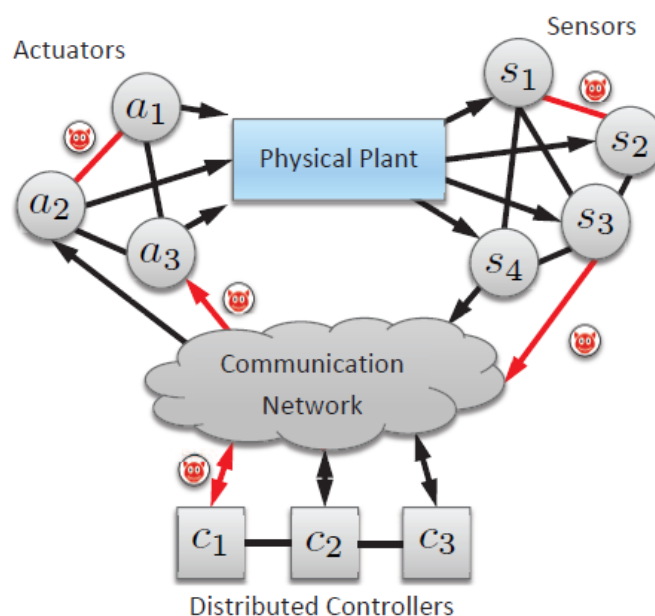 Sensors
Actuators
s₁
a₁
s₂
Physical Plant
a₂
s₃
a₃
s₄
Communication
Network
c₁
c₂
c₃
Distributed Controllers